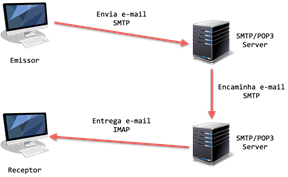 Envia e-mail
SMTP
Emissor
SMTP/POP3
Server
Encaminha e-mail
SMTP
Entrega e-mail
IMAP
Receptor
SMTP/POP3
Server